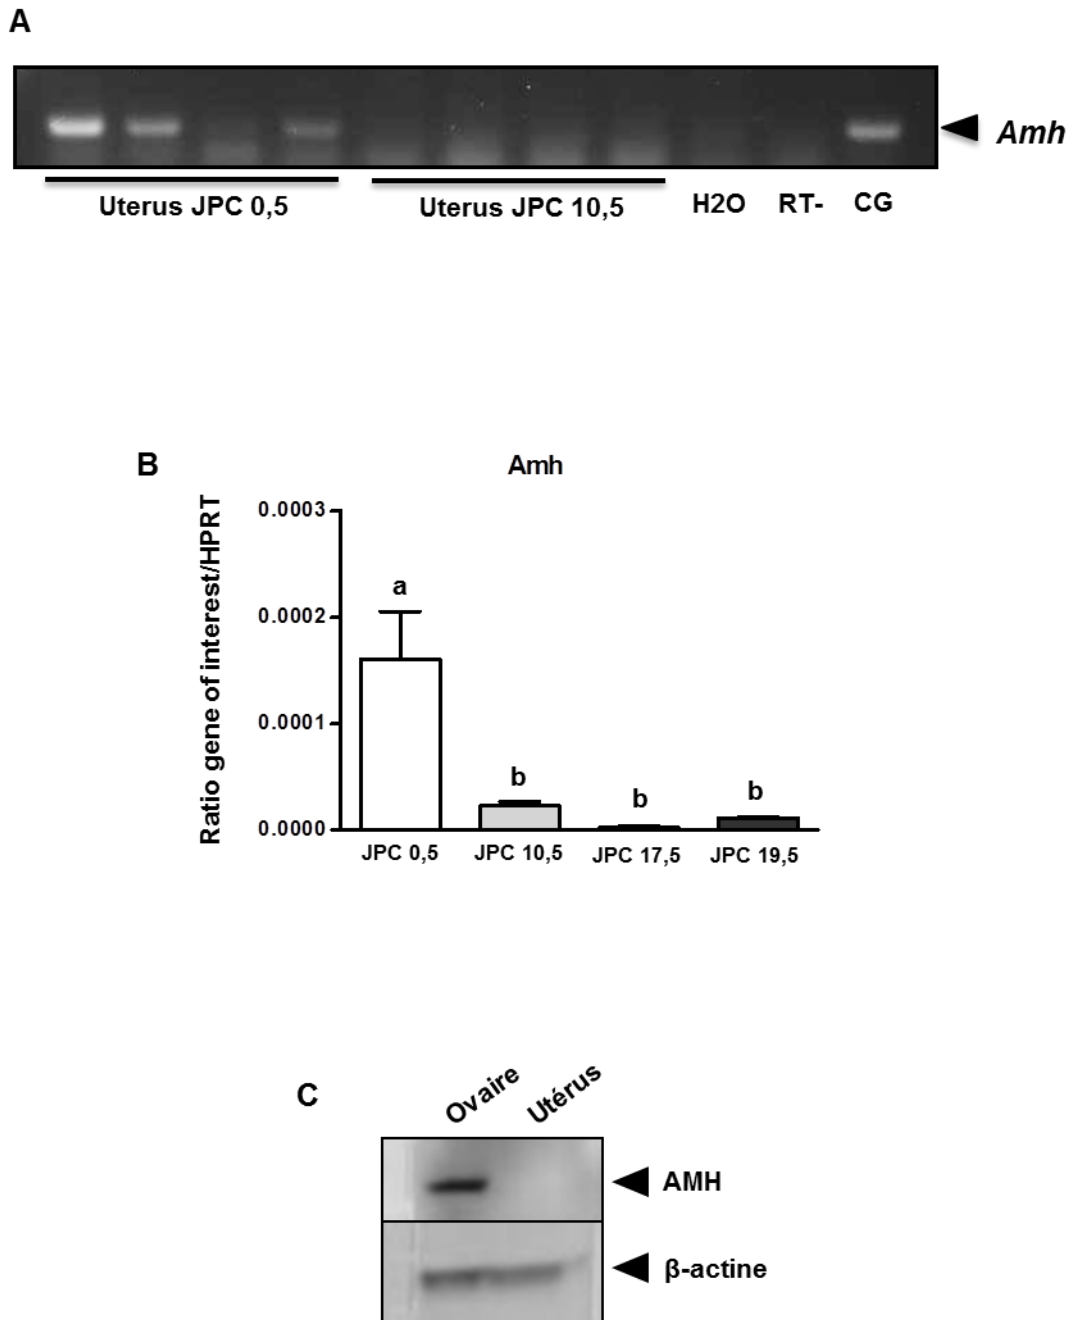 A
Amh
Uterus JPC 0,5
Uterus JPC 10,5
H2O
RT-
CG
B
Amh
Ratio gene of interest/HPRT
0.0003
0.0002
0.0001
0.0000
a
b
b
b
JPC 0,5
JPC 10,5
JPC 17,5
JPC 19,5
C
Ovaire
Utérus
AMH
β-actine